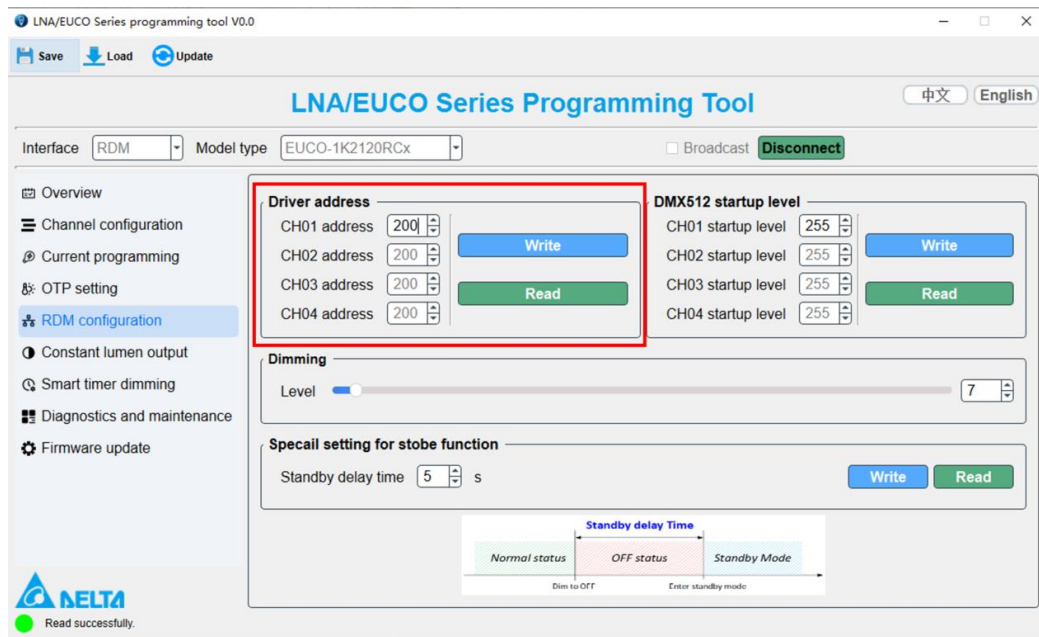 LNA/EUCO Series programming tool V0.0
Save Load Update
LNA/EUCO Series Programming Tool
中文 English
Interface RDM Model type EUCO-1K2120RCx Broadcast Disconnect
Overview
Channel configuration
Current programming
OTP setting
RDM configuration
Constant lumen output
Smart timer dimming
Diagnostics and maintenance
Firmware update
Driver address
CH01 address 200
CH02 address 200
CH03 address 200
CH04 address 200
Write
Read
DMX512 startup level
CH01 startup level 255
CH02 startup level 255
CH03 startup level 255
CH04 startup level 255
Write
Read
Dimming
Level 7
Specail setting for stobe function
Standby delay time 5 s Write Read
Standby delay Time
Normal status OFF status Standby Mode
Dim to OFF Enter standby mode
DELTA
Read successfully.